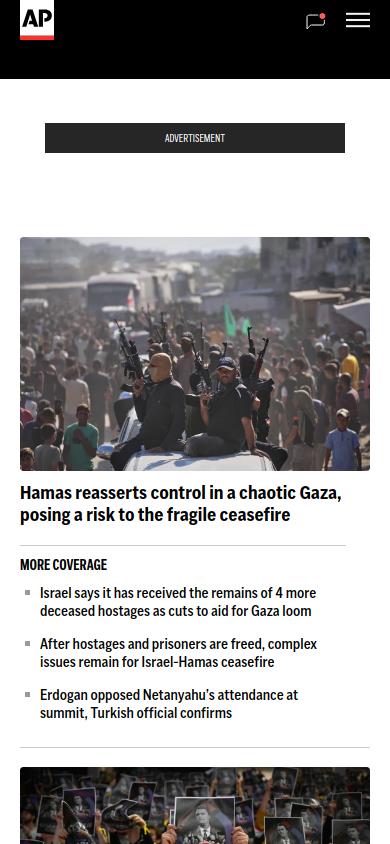 AP
ADVERTISEMENT
Hamas reasserts control in a chaotic Gaza,
posing a risk to the fragile ceasefire
MORE COVERAGE
Israel says it has received the remains of 4 more
deceased hostages as cuts to aid for Gaza loom
After hostages and prisoners are freed, complex
issues remain for Israel-Hamas ceasefire
Erdogan opposed Netanyahu's attendance at
summit, Turkish official confirms